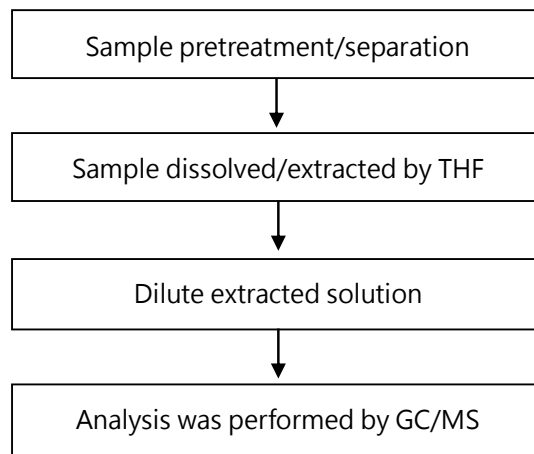 Sample pretreatment/separation
Sample dissolved/extracted by THF
Dilute extracted solution
Analysis was performed by GC/MS